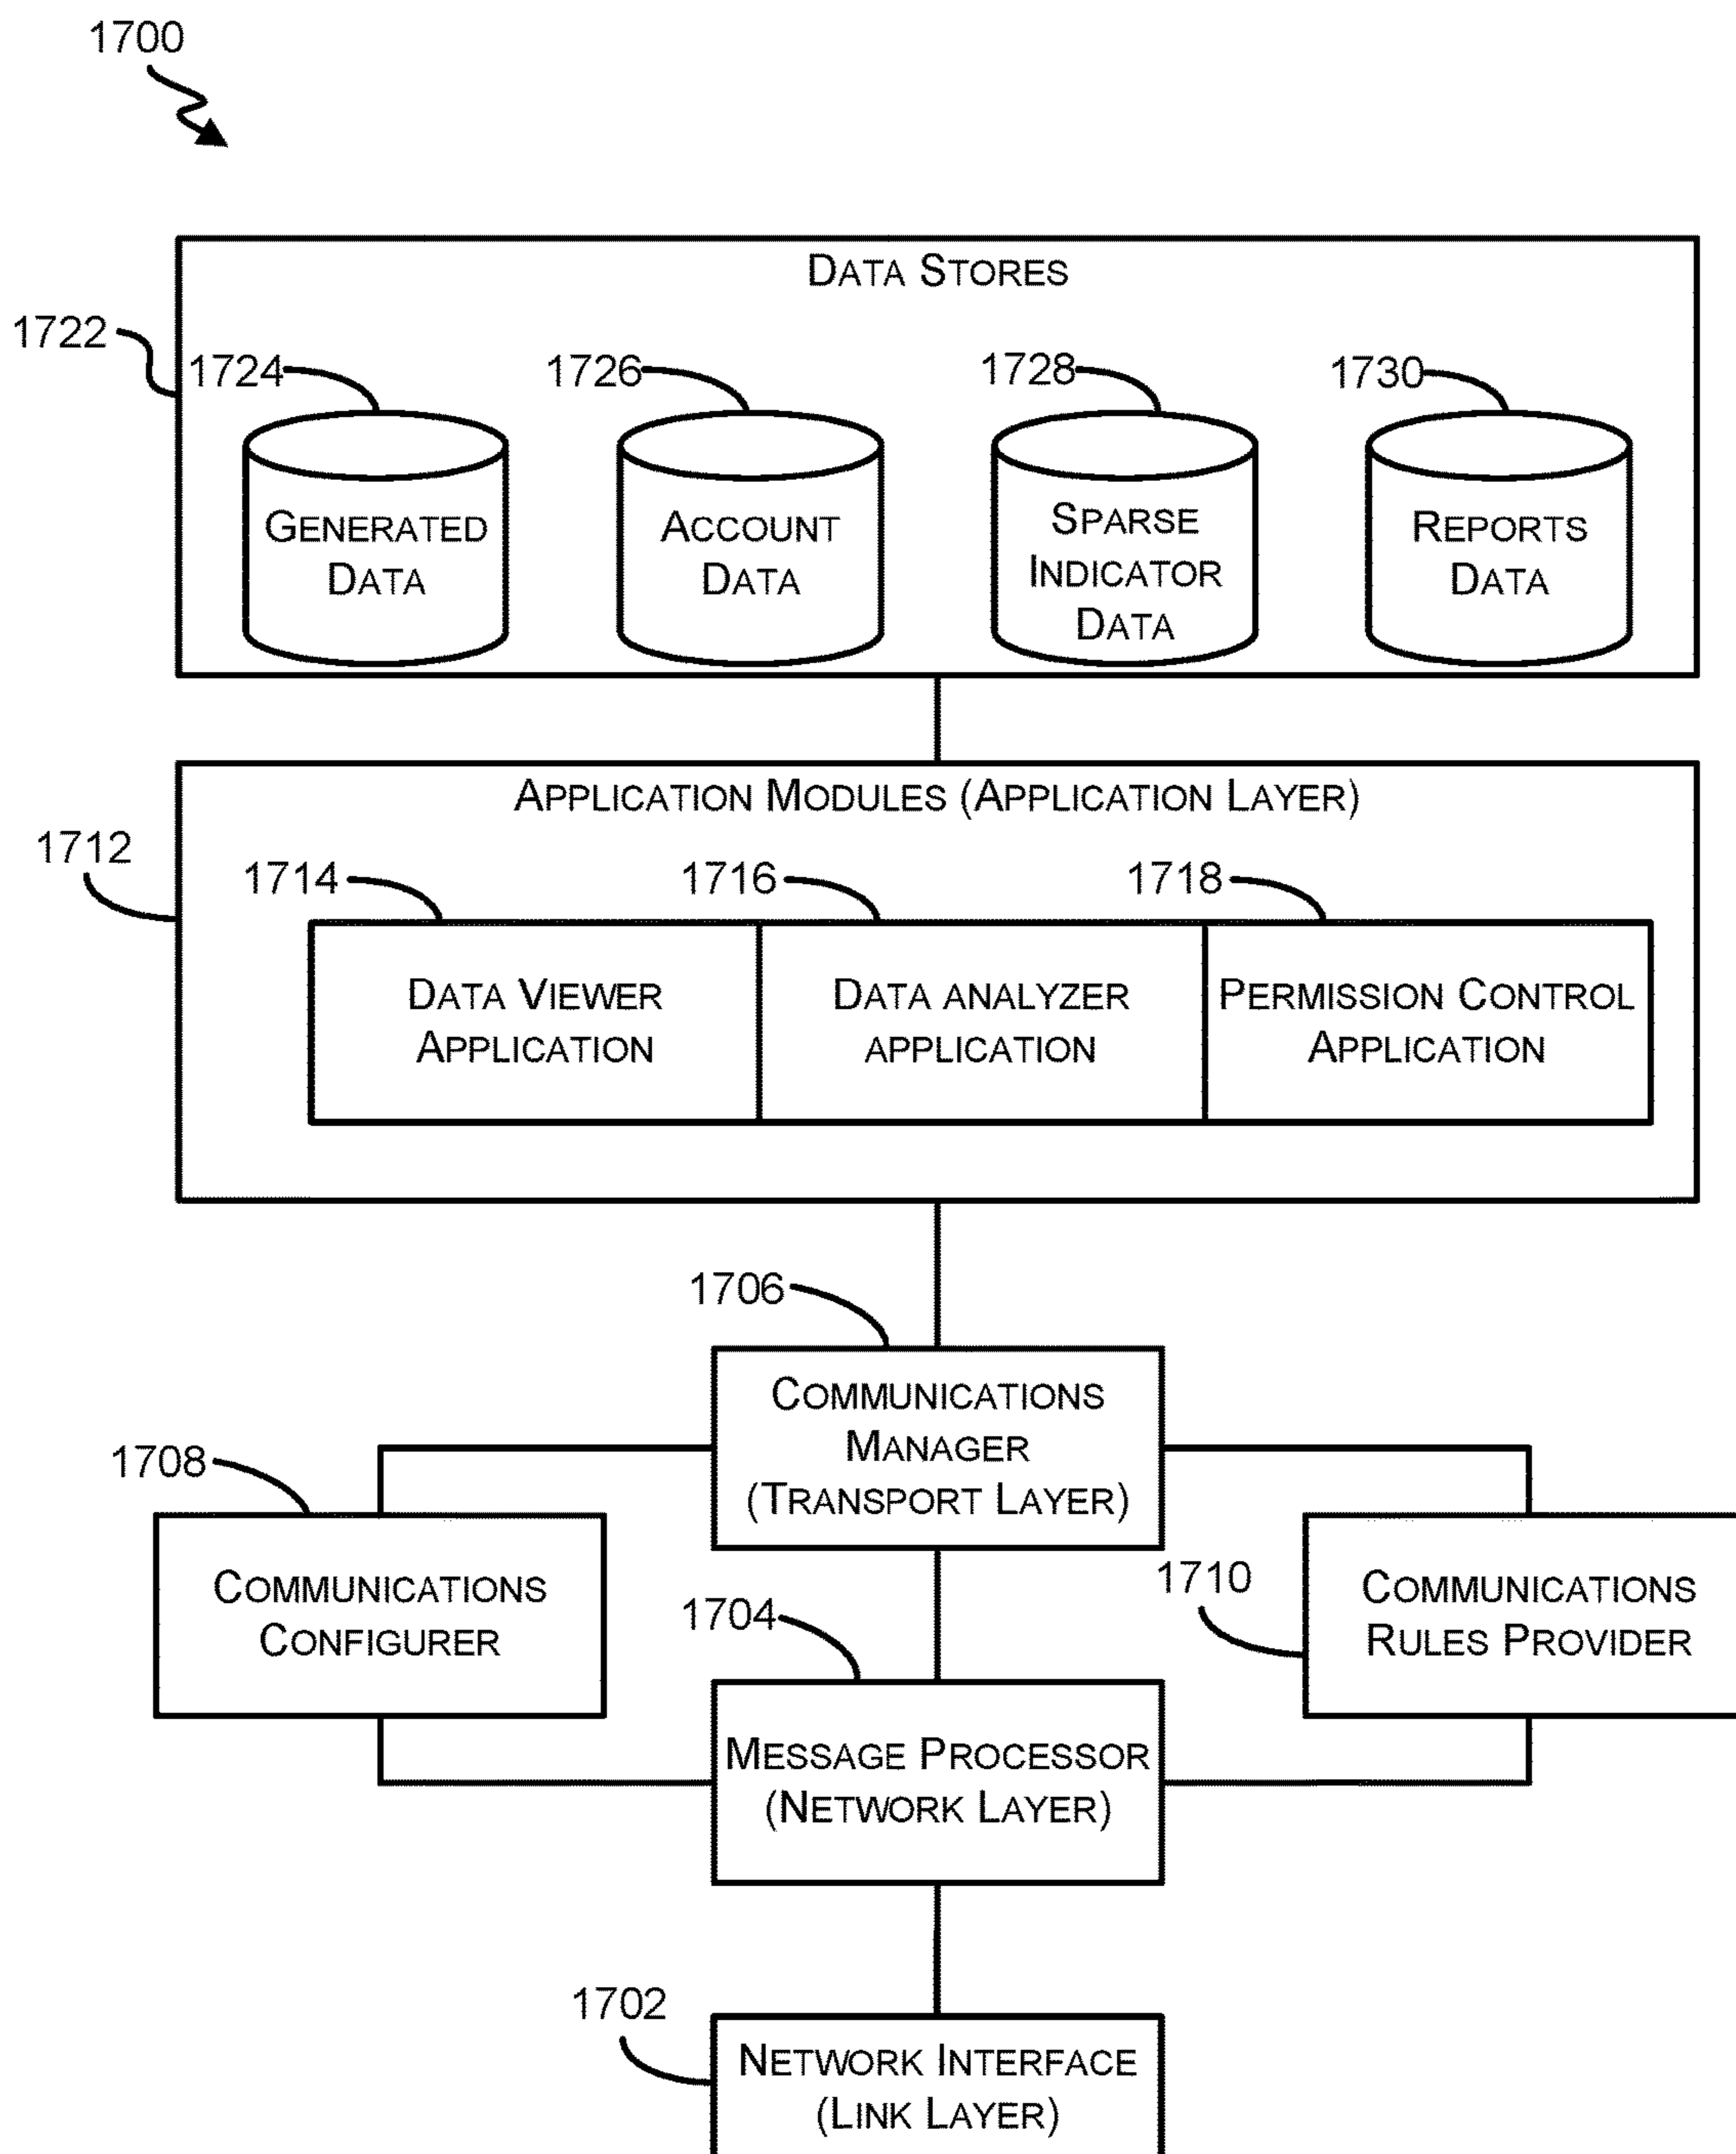 1700
DATA STORES
1722
1724
1726
1728
1730
GENERATED
DATA
ACCOUNT
DATA
SPARSE
INDICATOR
DATA
REPORTS
DATA
APPLICATION MODULES (APPLICATION LAYER)
1712
1714
1716
1718
DATA VIEWER
APPLICATION
DATA ANALYZER
APPLICATION
PERMISSION CONTROL
APPLICATION
1706
COMMUNICATIONS
MANAGER
(TRANSPORT LAYER)
1708
COMMUNICATIONS
CONFIGURER
1710
COMMUNICATIONS
RULES PROVIDER
1704
MESSAGE PROCESSOR
(NETWORK LAYER)
1702
NETWORK INTERFACE
(LINK LAYER)